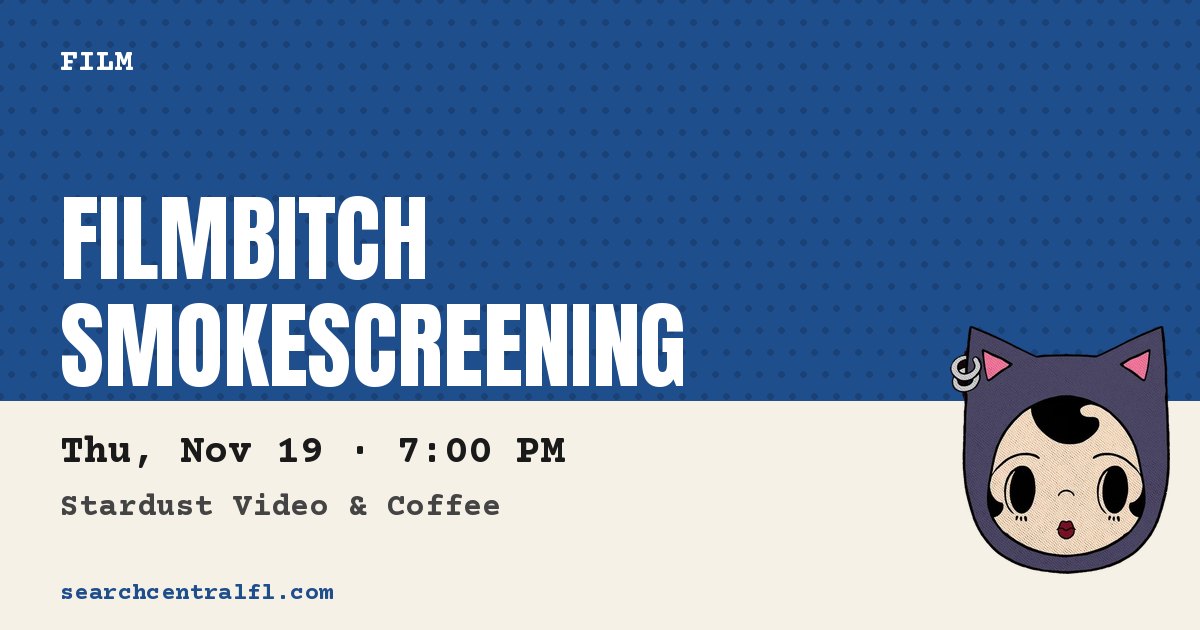 FILM
FILMBITCH
SMOKESCREENING
Thu, Nov 19 · 7:00 PM
Stardust Video & Coffee
searchcentralfl.com